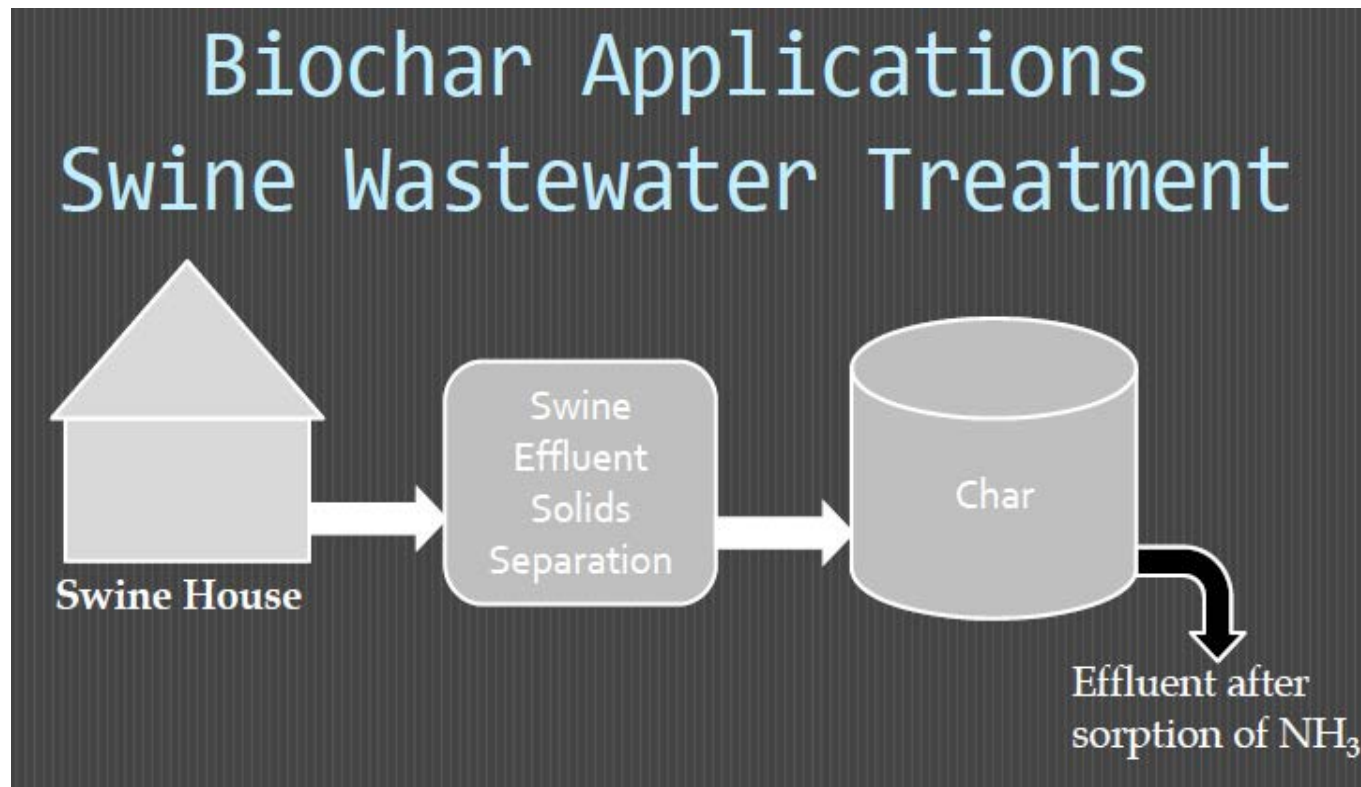 Biochar Applications
Swine Wastewater Treatment
Swine House
Swine
Effluent
Solids
Separation
Char
Effluent after
sorption of NH₃